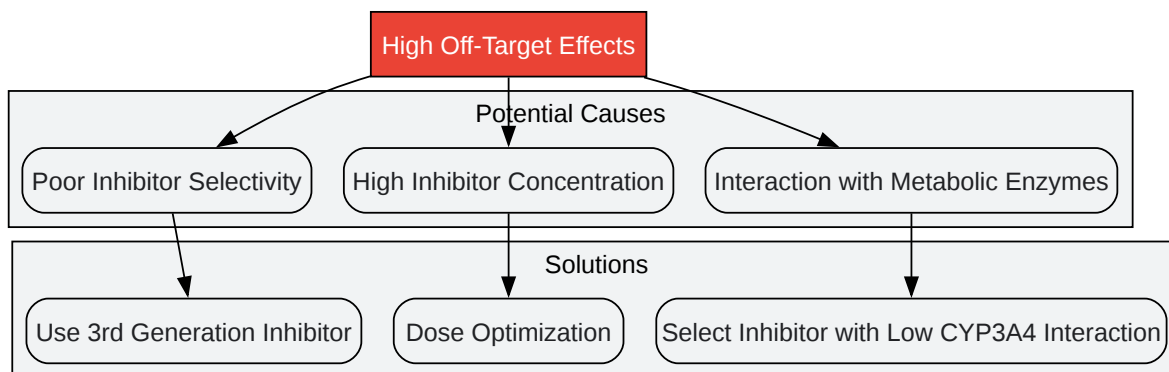 High Off-Target Effects
Potential Causes
Poor Inhibitor Selectivity
High Inhibitor Concentration
Interaction with Metabolic Enzymes
Solutions
Use 3rd Generation Inhibitor
Dose Optimization
Select Inhibitor with Low CYP3A4 Interaction